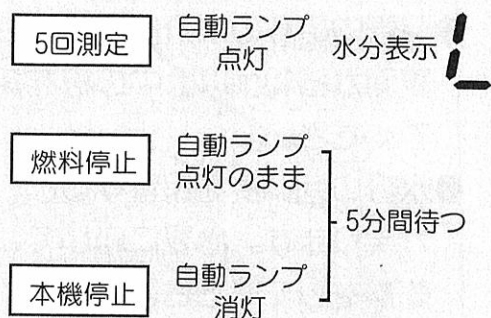 5回測定
自動ランプ
点灯
水分表示 L
燃料停止
自動ランプ
点灯のまま
5分間待つ
本機停止
自動ランプ
消灯